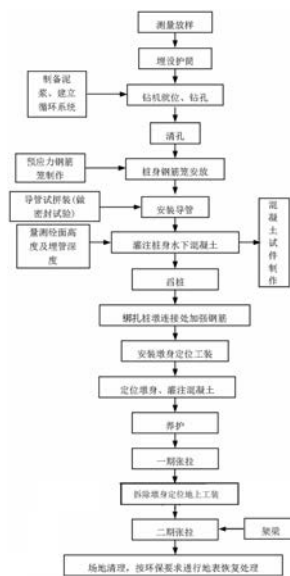 测量放样
埋设护筒
制备泥
浆、建立
循环系统
钻机就位、钻孔
清孔
预应力钢筋
笼制作
桩身钢筋笼安放
导管试拼装(做
密封试验)
安装导管
混凝土试件制作
量测砼面高
度及埋管深
度
灌注桩身水下混凝土
绑扎桩墩连接处加强钢筋
安装墩身定位工装
定位墩身、灌注混凝土
养护
一期张拉
拆除墩身定位地上工装
二期张拉
架梁
场地清理,按环保要求进行地表恢复处理